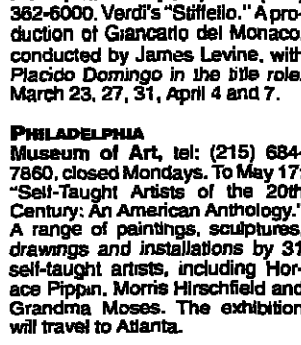 362-6000. Verdi's "Stiffelio." A pro-
duction of Giancarlo del Monaco,
conducted by James Levine, with
Placido Domingo in the title role.
March 23, 27, 31, April 4 and 7.
PHILADELPHIA
Museum of Art, tel: (215) 684-
7860, closed Mondays. To May 17:
"Self-Taught Artists of the 20th
Century: An American Anthology."
A range of paintings, sculptures,
drawings and installations by 31
self-taught artists, including Hor-
ace Pippin, Morris Hirschfield and
Grandma Moses. The exhibition
will travel to Atlanta.